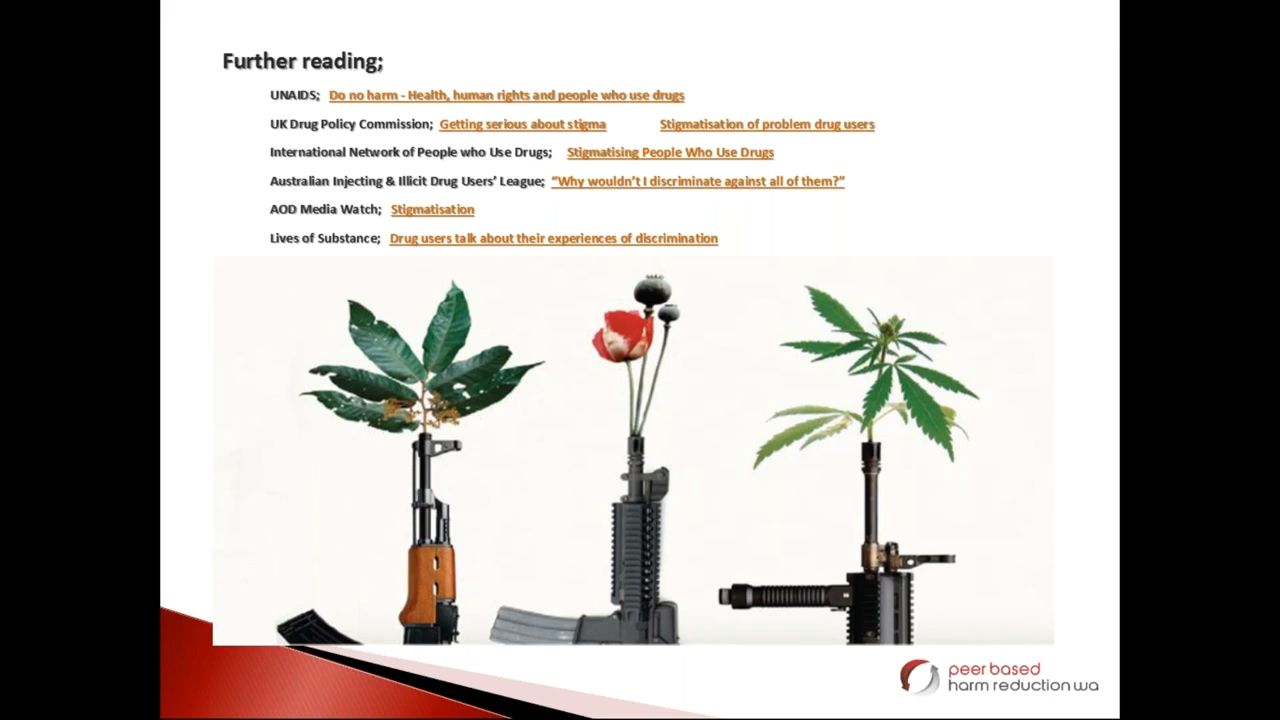 Further reading;
UNAIDS; Do no harm - Health, human rights and people who use drugs
UK Drug Policy Commission; Getting serious about stigma Stigmatisation of problem drug users
International Network of People who Use Drugs; Stigmatising People Who Use Drugs
Australian Injecting & Illicit Drug Users’ League; “Why wouldn’t I discriminate against all of them?”
AOD Media Watch; Stigmatisation
Lives of Substance; Drug users talk about their experiences of discrimination
peer based
harm reduction wa